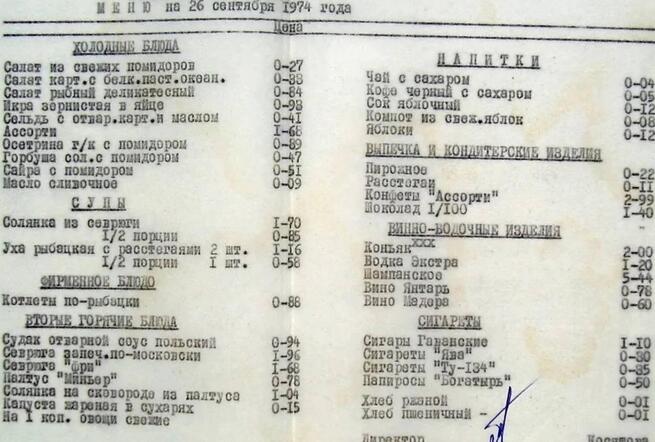 МЕНЮ на 26 сентября 1974 года
Цена
ХОЛОДНЫЕ БЛЮДА
Салат из свежих помидоров 0-27
Салат карт.с белк.паст.океан. 0-33
Салат рыбный деликатесный 0-84
Икра зернистая в яйце 0-93
Сельдь с отвар.карт.и маслом 0-41
Ассорти I-68
Осетрина г/к с помидором 0-89
Горбуша сол.с помидором 0-47
Сайра с помидором 0-51
Масло сливочное 0-09
СУПЫ
Солянка из севрюги I-70
I/2 порции 0-85
Уха рыбацкая с расстегаями 2 шт. I-16
I/2 порции I шт. 0-58
ФИРМЕННОЕ БЛЮДО
Котлеты по-рыбацки 0-88
ВТОРЫЕ ГОРЯЧИЕ БЛЮДА
Судак отварной соус польский 0-94
Севрюга запеч.по-московски I-96
Севрюга "фри" I-68
Палтус "Миньер" 0-78
Солянка на сковороде из палтуса I-04
Капуста жареная в сухарях 0-15
На 1 коп. овощи свежие
НАПИТКИ
Чай с сахаром 0-04
Кофе черный с сахаром 0-05
Сок яблочный 0-12
Компот из свеж.яблок 0-08
Яблоки 0-12
ВЫПЕЧКА И КОНДИТЕРСКИЕ ИЗДЕЛИЯ
Пирожное 0-22
Расстегаи 0-11
Конфеты "Ассорти" 2-99
Шоколад I/100 I-40
ВИННО-ВОДОЧНЫЕ ИЗДЕЛИЯ
Коньяк ххх 2-00
Водка Экстра I-20
Шампанское 5-44
Вино Янтарь 0-78
Вино Мадера 0-60
СИГАРЕТЫ
Сигары Гаванские I-10
Сигареты "Ява" 0-30
Сигареты "Ту-134" 0-35
Папиросы "Богатырь" 0-50
Хлеб ржаной 0-01
Хлеб пшеничный - 0-01
Директор